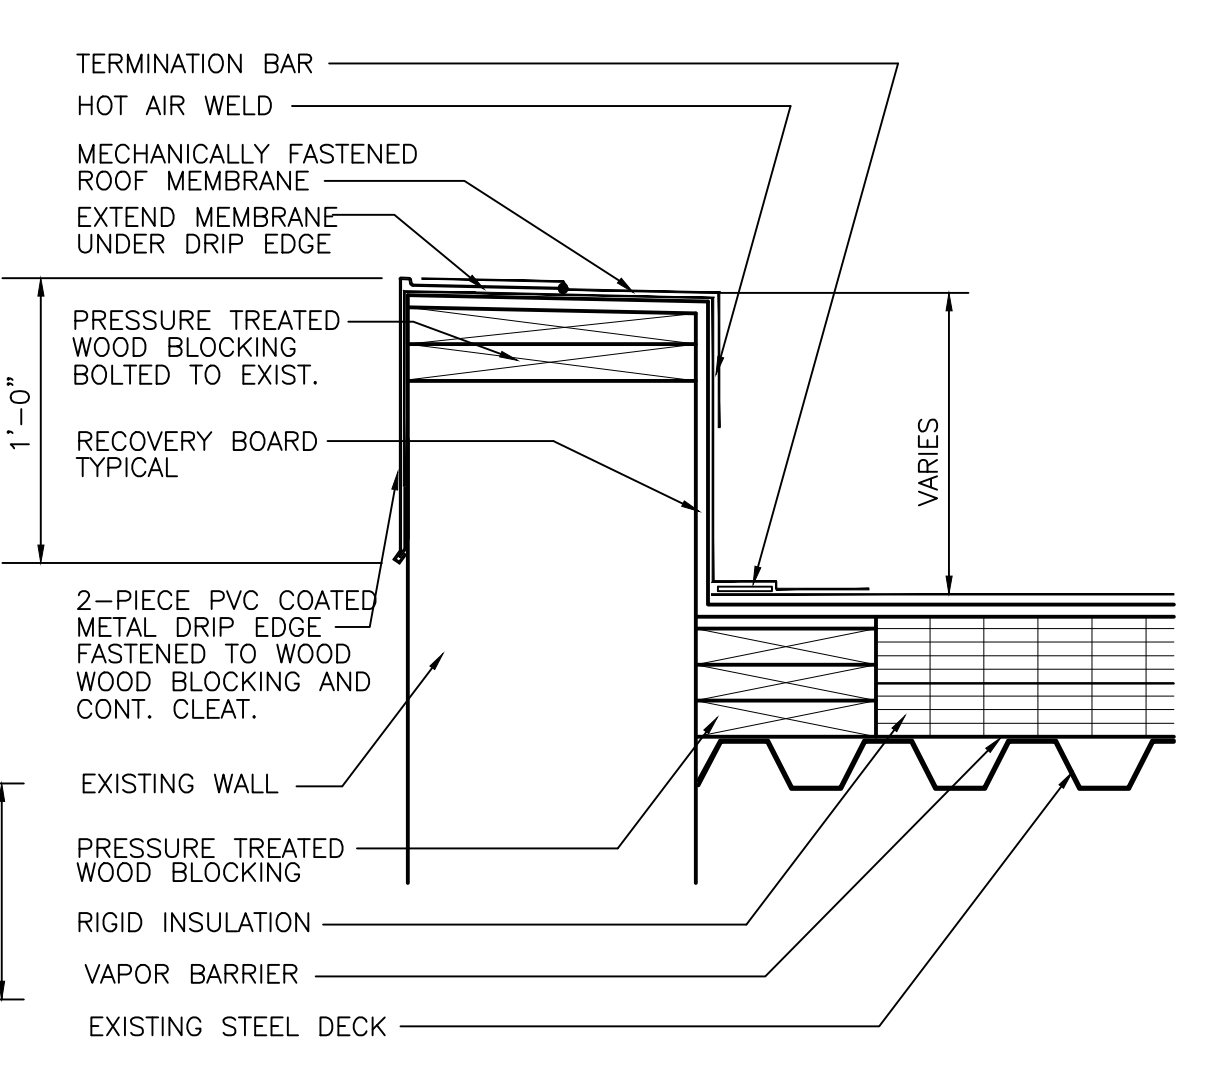 TERMINATION BAR
HOT AIR WELD
MECHANICALLY FASTENED
ROOF MEMBRANE
EXTEND MEMBRANE
UNDER DRIP EDGE
PRESSURE TREATED
WOOD BLOCKING
BOLTED TO EXIST.
1'-0"
RECOVERY BOARD
TYPICAL
VARIES
2-PIECE PVC COATED
METAL DRIP EDGE
FASTENED TO WOOD
WOOD BLOCKING AND
CONT. CLEAT.
EXISTING WALL
PRESSURE TREATED
WOOD BLOCKING
RIGID INSULATION
VAPOR BARRIER
EXISTING STEEL DECK